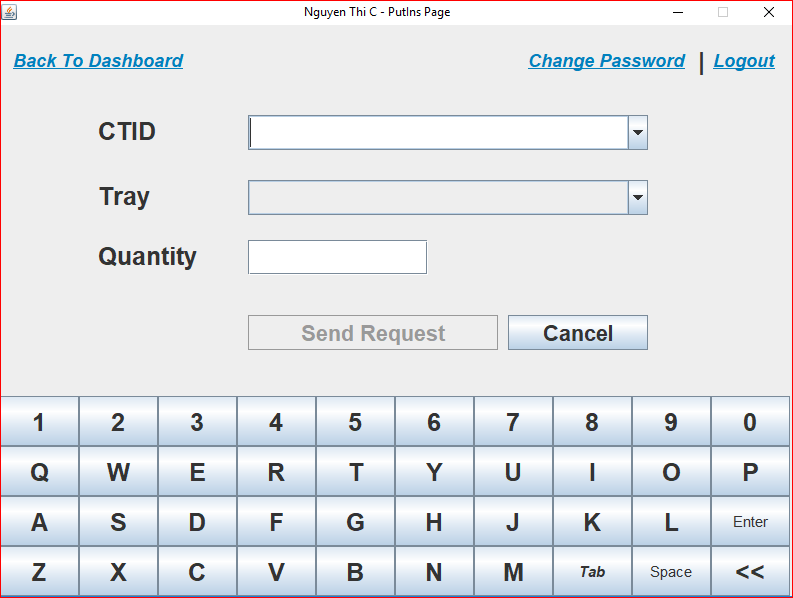 Nguyen Thi C - PutIns Page
Back To Dashboard
Change Password | Logout
CTID
Tray
Quantity
Send Request Cancel
1 2 3 4 5 6 7 8 9 0
Q W E R T Y U I O P
A S D F G H J K L Enter
Z X C V B N M Tab Space <<